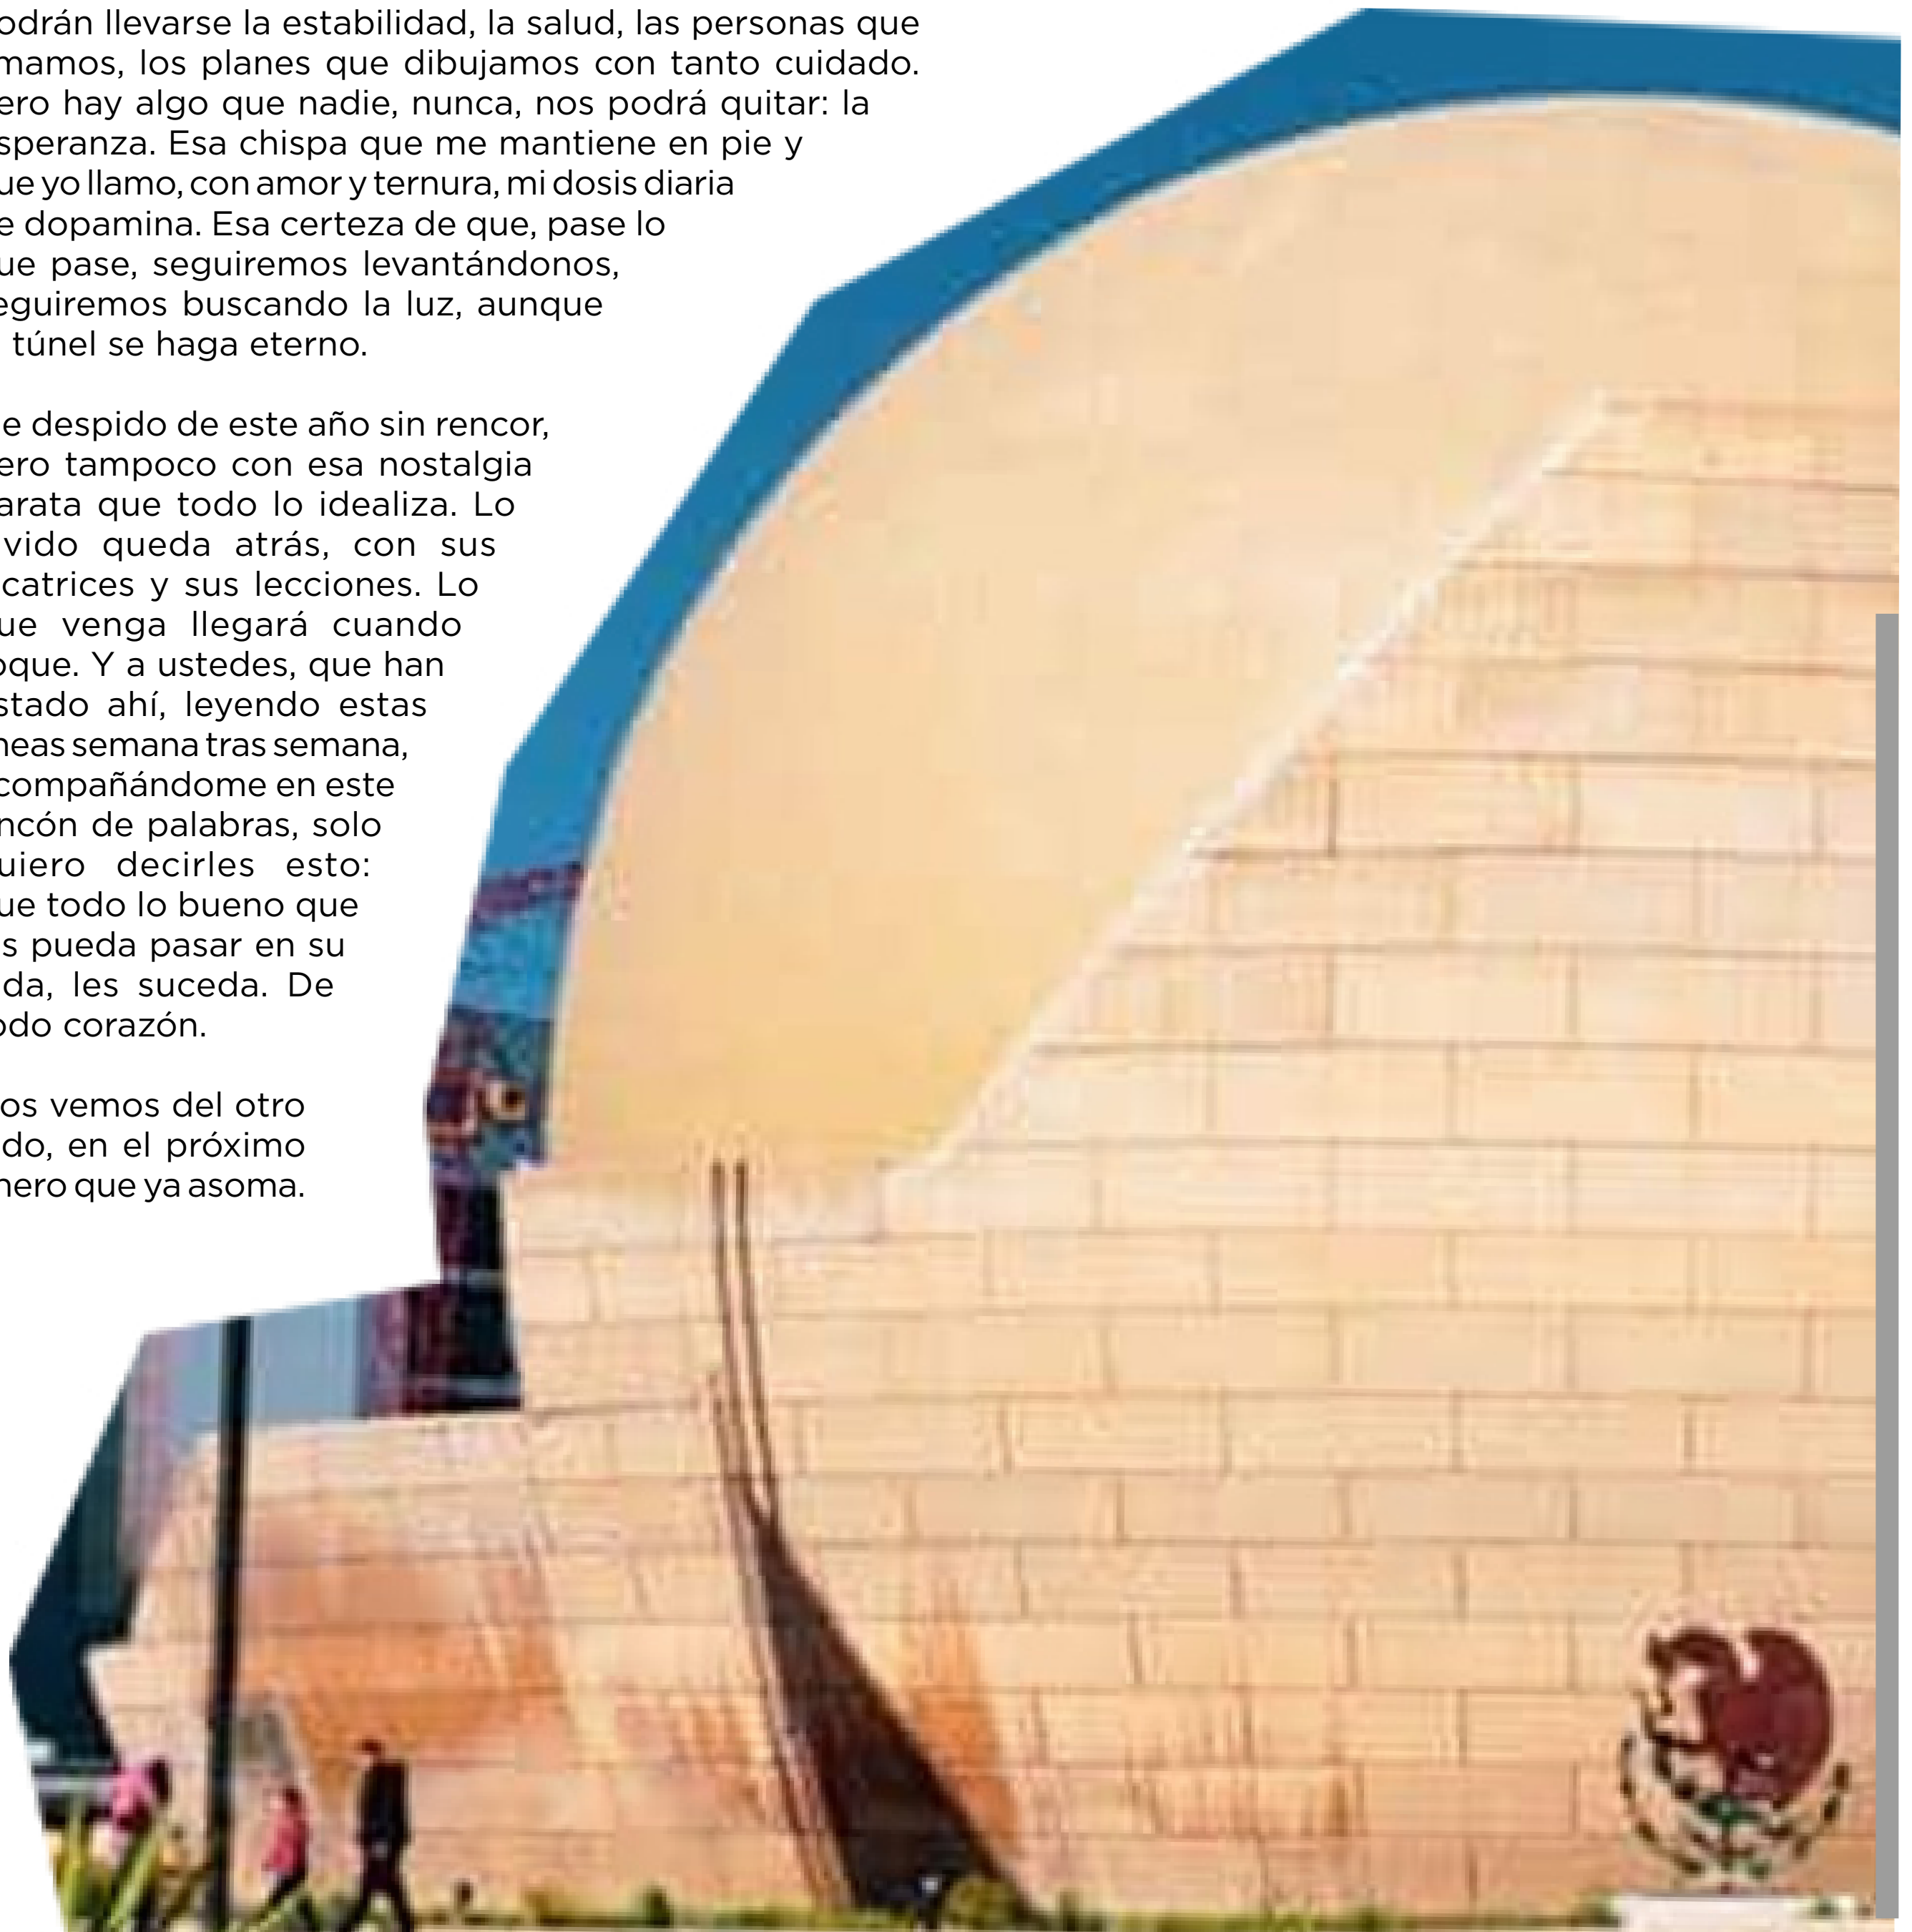 odrán llevarse la estabilidad, la salud, las personas que
mamos, los planes que dibujamos con tanto cuidado.
ero hay algo que nadie, nunca, nos podrá quitar: la
speranza. Esa chispa que me mantiene en pie y
ue yo llamo, con amor y ternura, mi dosis diaria
e dopamina. Esa certeza de que, pase lo
ue pase, seguiremos levantándonos,
eguiremos buscando la luz, aunque
túnel se haga eterno.
e despido de este año sin rencor,
ero tampoco con esa nostalgia
arata que todo lo idealiza. Lo
vido queda atrás, con sus
catrices y sus lecciones. Lo
ue venga llegará cuando
oque. Y a ustedes, que han
stado ahí, leyendo estas
neas semana tras semana,
compañándome en este
ncón de palabras, solo
uiero decirles esto:
ue todo lo bueno que
s pueda pasar en su
da, les suceda. De
odo corazón.
os vemos del otro
do, en el próximo
nero que ya asoma.